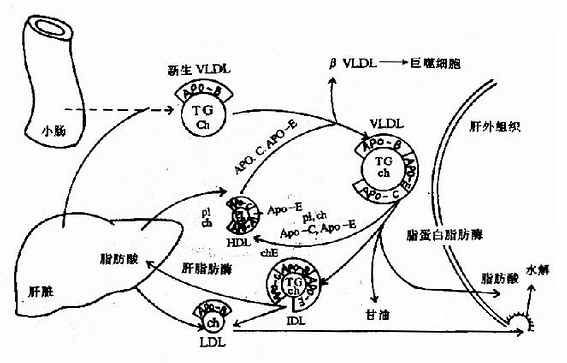 β VLDL → 巨噬细胞
新生 VLDL
APO-B
TG
Ch
小肠
VLDL
肝外组织
APO-B
TG
ch
APO-E
APO-C
APO. C, APO-E
pl
ch
HDL
Apo-E
pl, ch
Apo-C, Apo-E
chE
脂蛋白脂肪酶
脂肪酸
肝脂肪酶
肝脏
APO-C
APO-B
APO-E
TG
ch
IDL
甘油
脂肪酸
水解
APO-B
ch
LDL